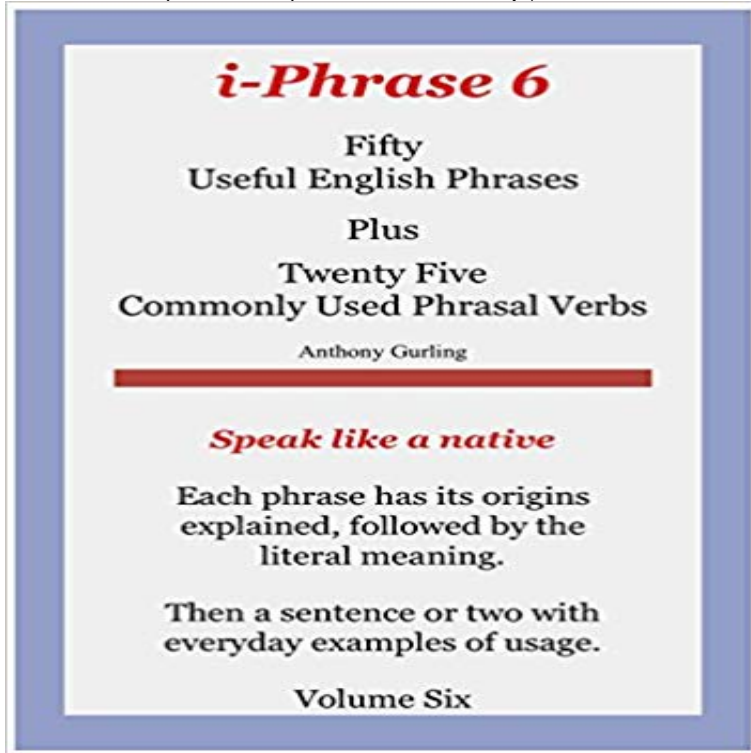 i-Phrase 6
Fifty
Useful English Phrases
Plus
Twenty Five
Commonly Used Phrasal Verbs
Anthony Gurling
Speak like a native
Each phrase has its origins
explained, followed by the
literal meaning.
Then a sentence or two with
everyday examples of usage.
Volume Six